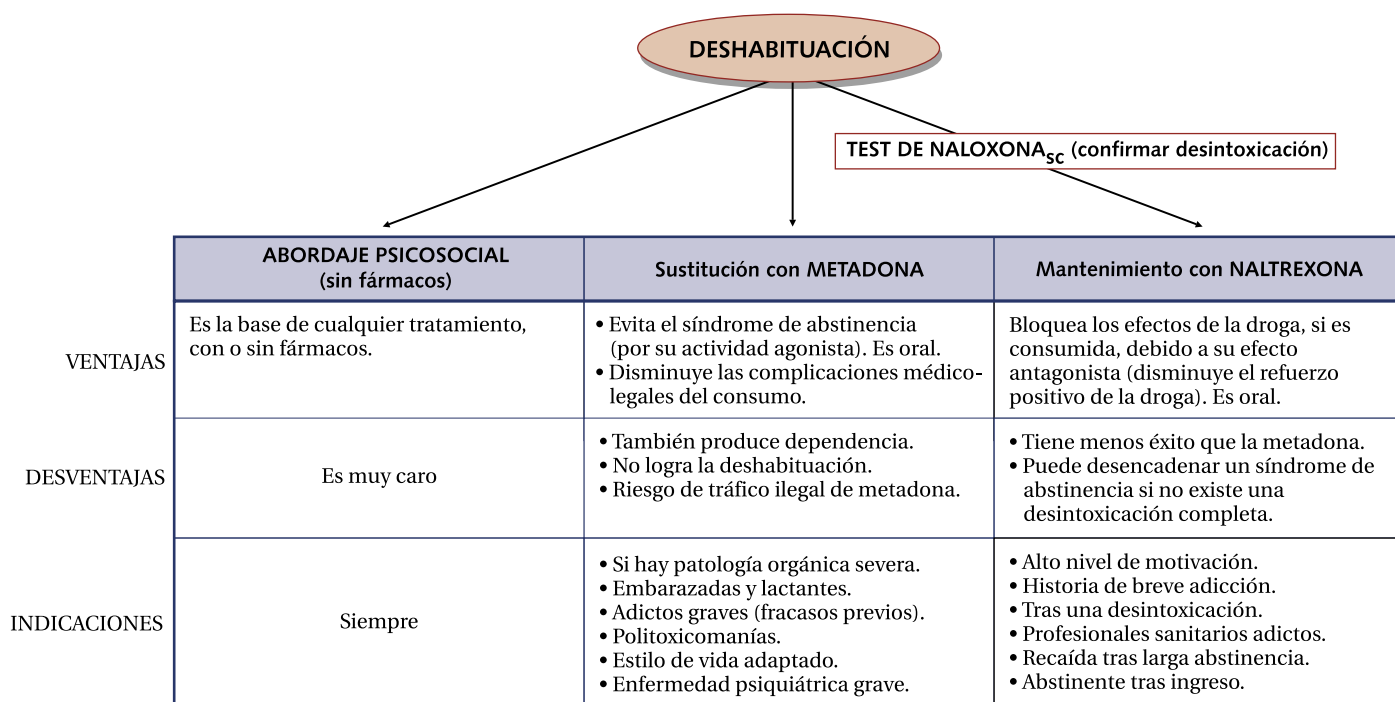 DESHABITUACIÓN
TEST DE NALOXONASC (confirmar desintoxicación)
ABORDAJE PSICOSOCIAL
(sin fármacos)
Sustitución con METADONA
Mantenimiento con NALTREXONA
VENTAJAS
Es la base de cualquier tratamiento,
con o sin fármacos.
• Evita el síndrome de abstinencia
(por su actividad agonista). Es oral.
• Disminuye las complicaciones médico-
legales del consumo.
Bloquea los efectos de la droga, si es
consumida, debido a su efecto
antagonista (disminuye el refuerzo
positivo de la droga). Es oral.
DESVENTAJAS
Es muy caro
• También produce dependencia.
• No logra la deshabituación.
• Riesgo de tráfico ilegal de metadona.
• Tiene menos éxito que la metadona.
• Puede desencadenar un síndrome de
abstinencia si no existe una
desintoxicación completa.
INDICACIONES
Siempre
• Si hay patología orgánica severa.
• Embarazadas y lactantes.
• Adictos graves (fracasos previos).
• Politoxicomanías.
• Estilo de vida adaptado.
• Enfermedad psiquiátrica grave.
• Alto nivel de motivación.
• Historia de breve adicción.
• Tras una desintoxicación.
• Profesionales sanitarios adictos.
• Recaída tras larga abstinencia.
• Abstinente tras ingreso.